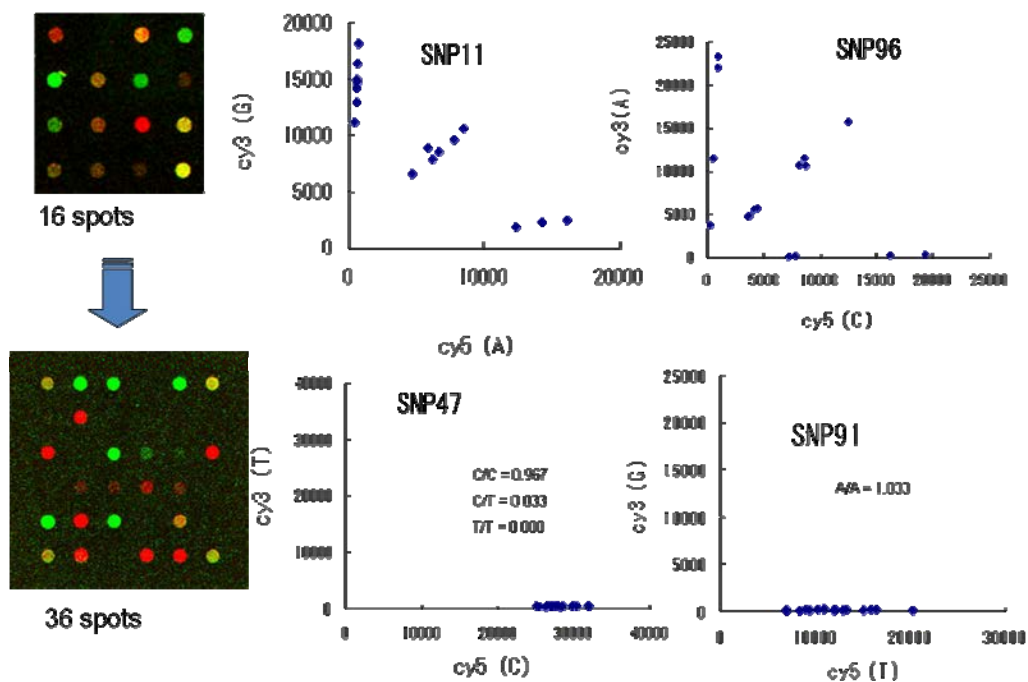 16 spots
36 spots
SNP11
cy3 (G)
20000
15000
10000
5000
0
0 10000 20000
cy5 (A)
SNP96
cy3(A)
25000
20000
15000
10000
5000
0
0 5000 10000 15000 20000 25000
cy5 (C)
SNP47
cy3 (T)
40000
30000
20000
10000
0
C/C = 0.967
C/T = 0.033
T/T = 0.000
0 10000 20000 30000 40000
cy5 (C)
SNP91
cy3 (G)
25000
20000
15000
10000
5000
0
A/A = 1.033
0 10000 20000 30000
cy5 (T)